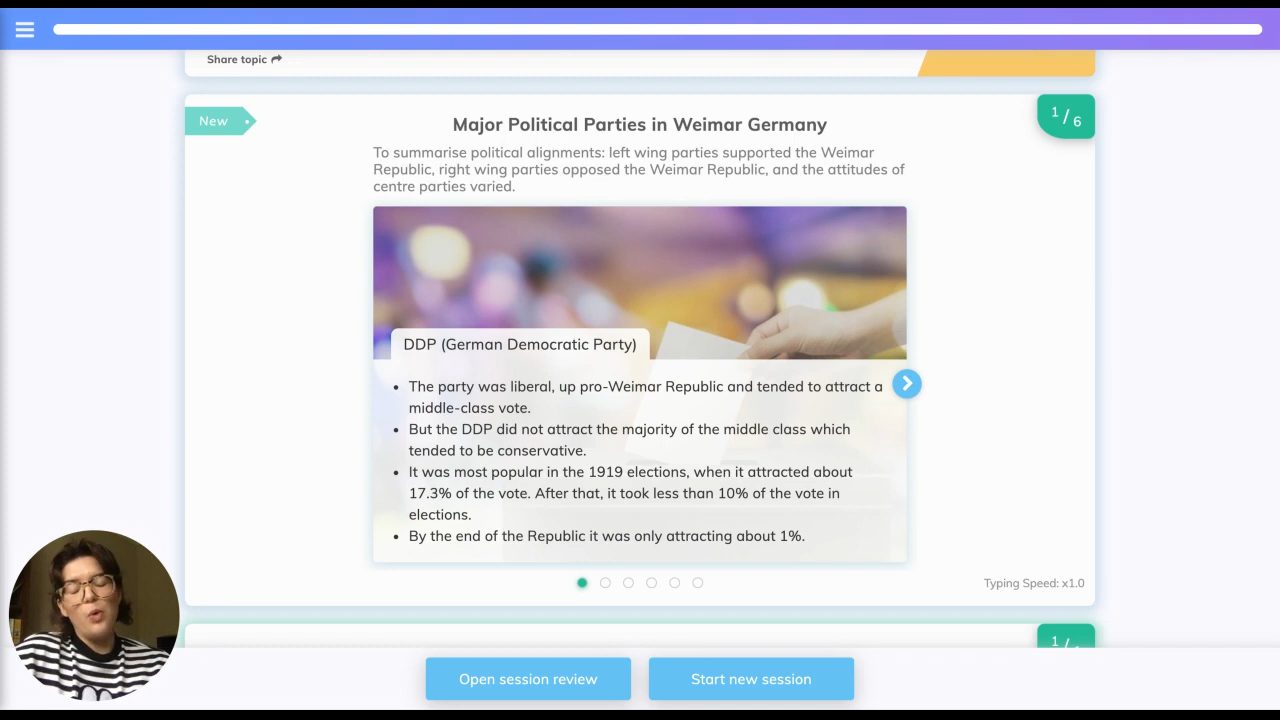 Share topic
New
Major Political Parties in Weimar Germany
1/6
To summarise political alignments: left wing parties supported the Weimar
Republic, right wing parties opposed the Weimar Republic, and the attitudes of
centre parties varied.
DDP (German Democratic Party)
• The party was liberal, up pro-Weimar Republic and tended to attract a
middle-class vote.
• But the DDP did not attract the majority of the middle class which
tended to be conservative.
• It was most popular in the 1919 elections, when it attracted about
17.3% of the vote. After that, it took less than 10% of the vote in
elections.
• By the end of the Republic it was only attracting about 1%.
Typing Speed: x1.0
1/
Open session review
Start new session